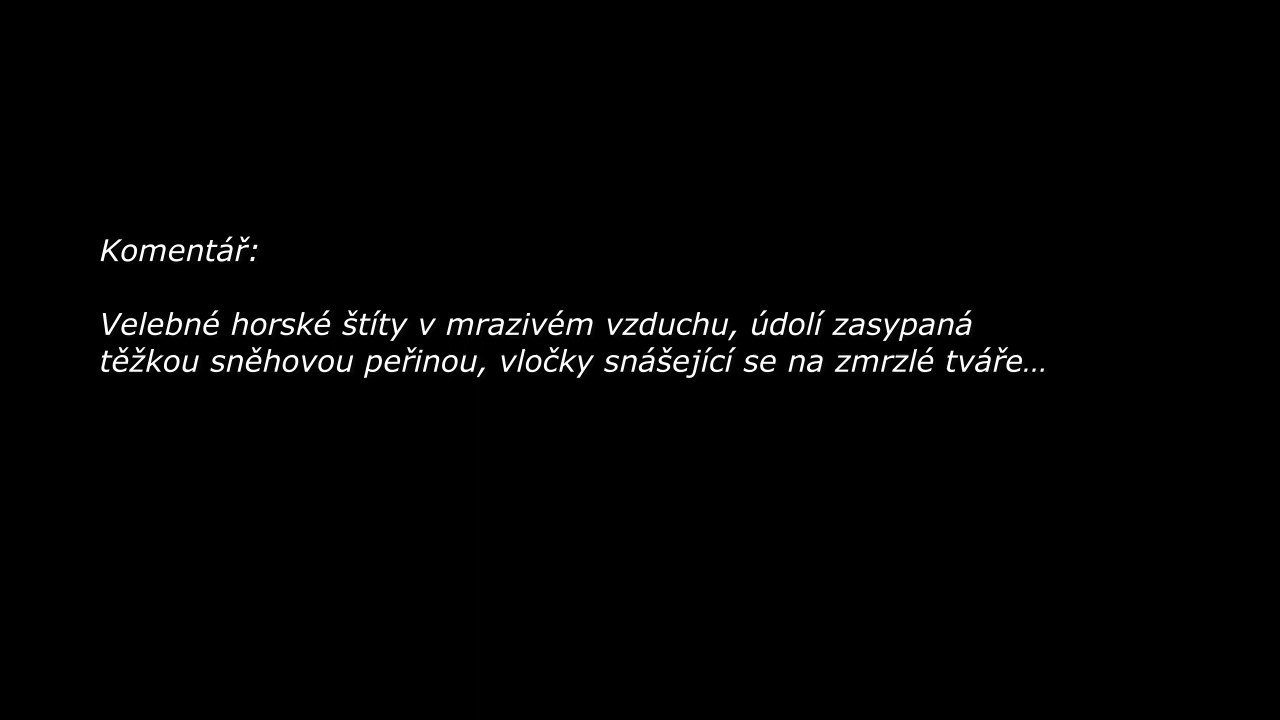 Komentář:
Velebné horské štíty v mrazivém vzduchu, údolí zasypaná
těžkou sněhovou peřinou, vločky snášející se na zmrzlé tváře…